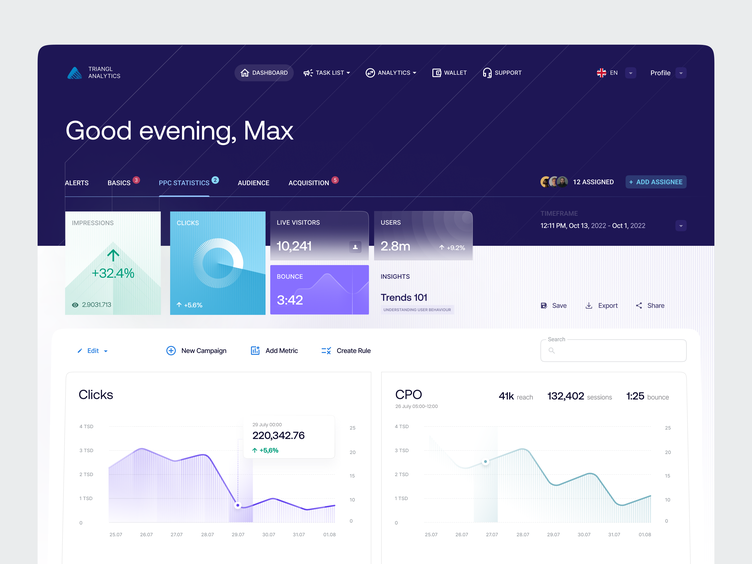 TRIANGL
ANALYTICS
DASHBOARD
TASK LIST
ANALYTICS
WALLET
SUPPORT
EN
Profile
Good evening, Max
ALERTS
BASICS 3
PPC STATISTICS 2
AUDIENCE
ACQUISITION 5
12 ASSIGNED
+ ADD ASSIGNEE
IMPRESSIONS
+32.4%
2.9031.713
CLICKS
+5.6%
LIVE VISITORS
10,241
USERS
2.8m
+9.2%
BOUNCE
3:42
INSIGHTS
Trends 101
UNDERSTANDING USER BEHAVIOUR
TIMEFRAME
12:11 PM, Oct 13, 2022 - Oct 1, 2022
Save
Export
Share
Edit
New Campaign
Add Metric
Create Rule
Search
Clicks
4 TSD
3 TSD
2 TSD
1 TSD
0
25
20
15
10
0
29 July 00:00
220,342.76
+5,6%
25.07
26.07
27.07
28.07
29.07
30.07
31.07
01.08
CPO
26 July 05:00-12:00
41k reach
132,402 sessions
1:25 bounce
4 TSD
3 TSD
2 TSD
1 TSD
0
25
20
15
10
0
25.07
26.07
27.07
28.07
29.07
30.07
31.07
01.08